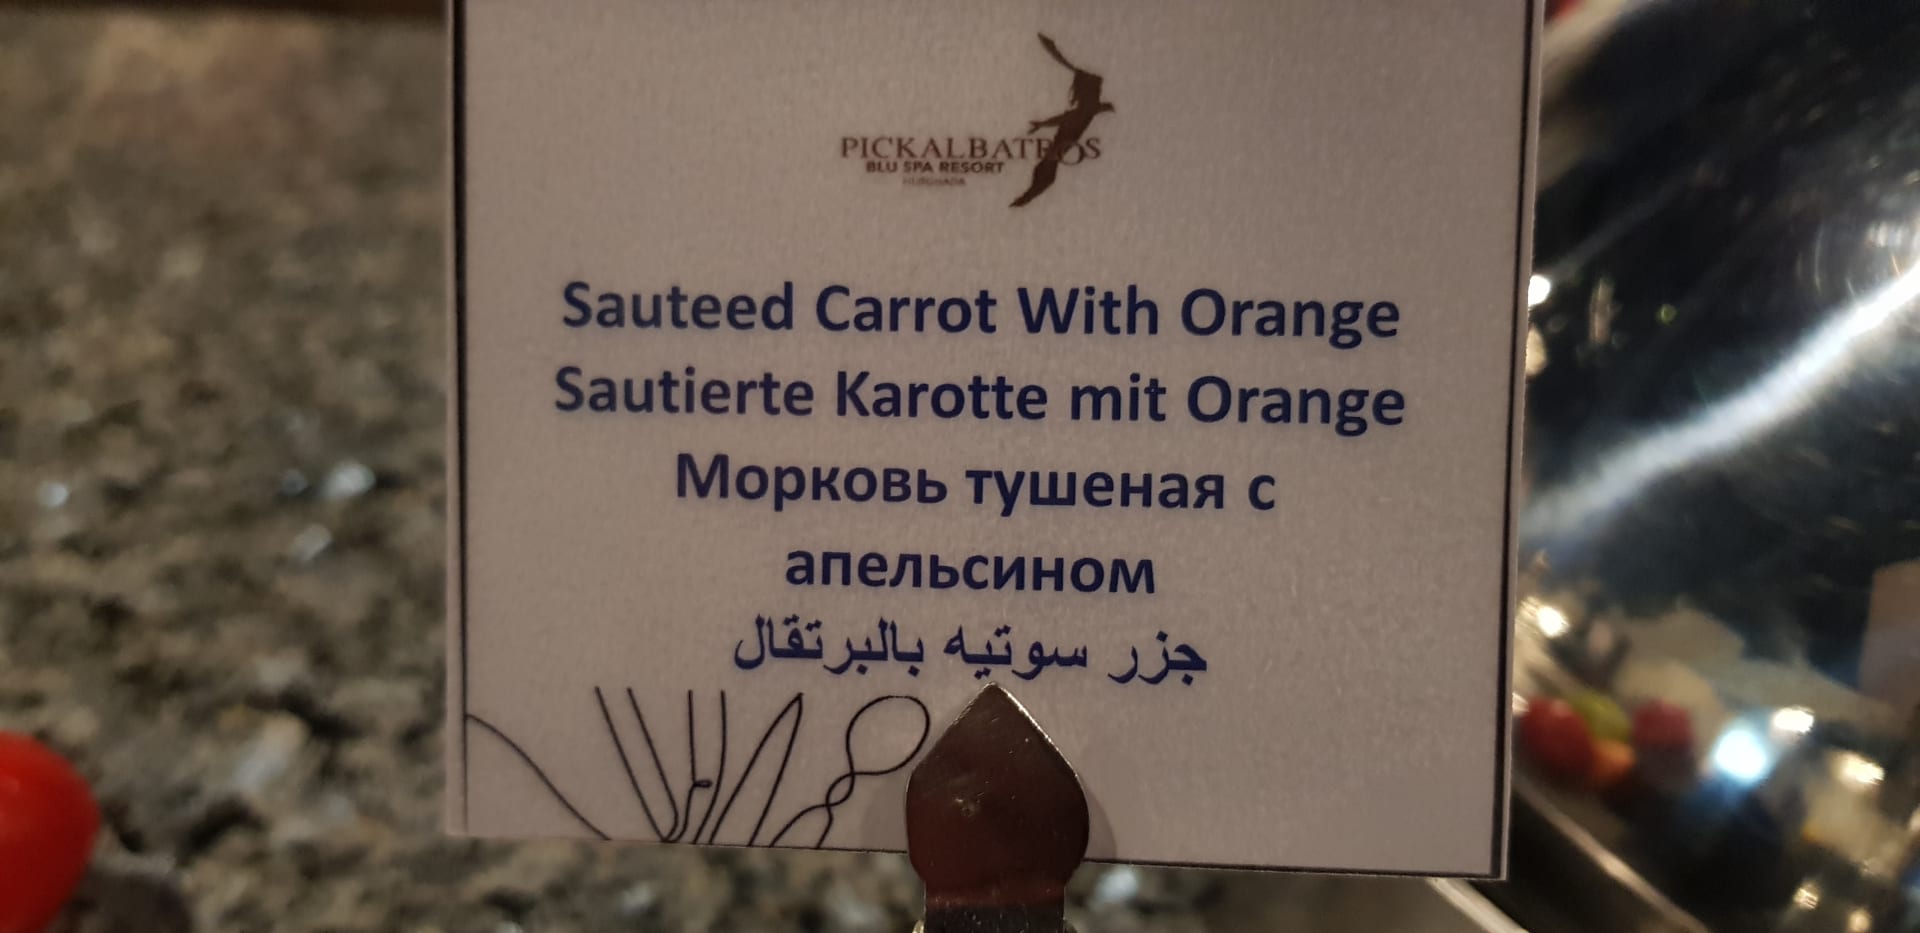 PICKALBATROS
BLU SPA RESORT
HURGHADA
Sauteed Carrot With Orange
Sautierte Karotte mit Orange
Морковь тушеная с
апельсином
جزر سوتيه بالبرتقال